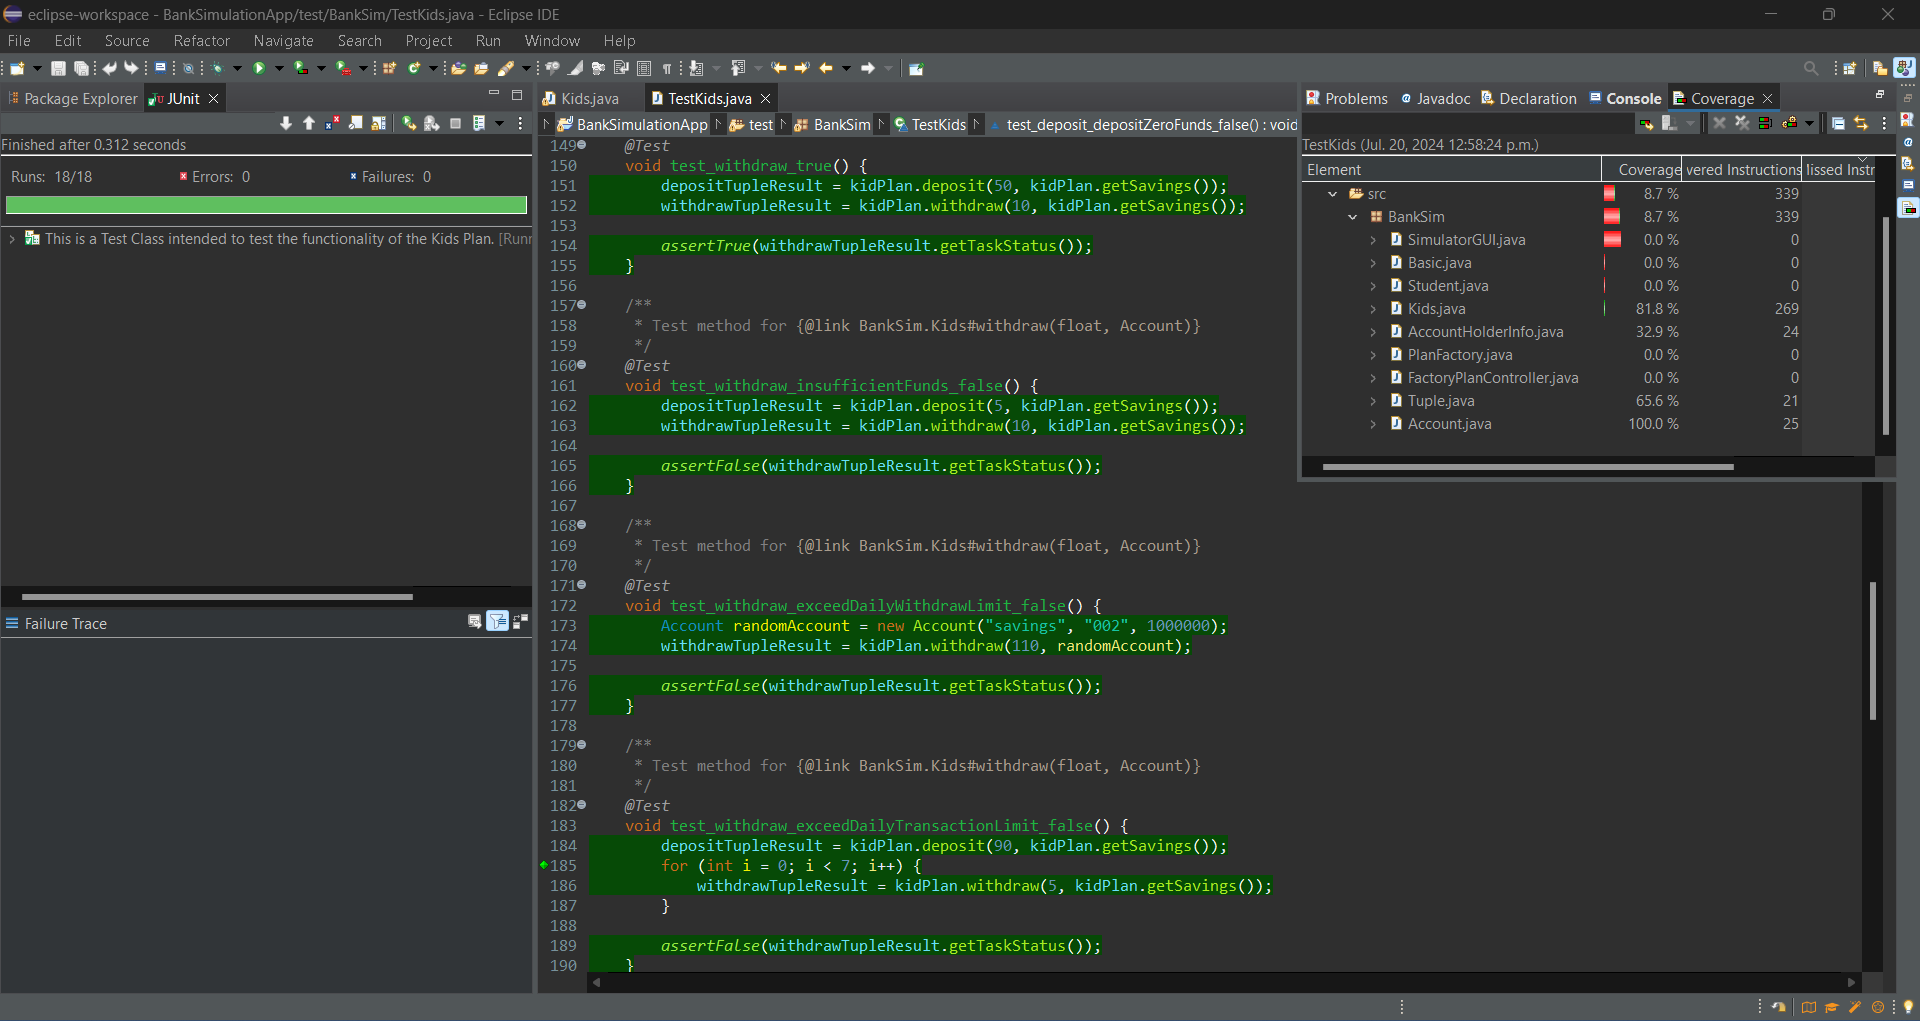 eclipse-workspace - BankSimulationApp/test/BankSim/TestKids.java - Eclipse IDE
File Edit Source Refactor Navigate Search Project Run Window Help
Package Explorer JUnit
Finished after 0.312 seconds
Runs: 18/18 Errors: 0 Failures: 0
This is a Test Class intended to test the functionality of the Kids Plan. [Runr
Failure Trace
Kids.java TestKids.java
BankSimulationApp test BankSim TestKids test_deposit_depositZeroFunds_false() : void
149 @Test
150 void test_withdraw_true() {
151 depositTupleResult = kidPlan.deposit(50, kidPlan.getSavings());
152 withdrawTupleResult = kidPlan.withdraw(10, kidPlan.getSavings());
153
154 assertTrue(withdrawTupleResult.getTaskStatus());
155 }
156
157 /**
158 * Test method for {@link BankSim.Kids#withdraw(float, Account)}
159 */
160 @Test
161 void test_withdraw_insufficientFunds_false() {
162 depositTupleResult = kidPlan.deposit(5, kidPlan.getSavings());
163 withdrawTupleResult = kidPlan.withdraw(10, kidPlan.getSavings());
164
165 assertFalse(withdrawTupleResult.getTaskStatus());
166 }
167
168 /**
169 * Test method for {@link BankSim.Kids#withdraw(float, Account)}
170 */
171 @Test
172 void test_withdraw_exceedDailyWithdrawLimit_false() {
173 Account randomAccount = new Account("savings", "002", 1000000);
174 withdrawTupleResult = kidPlan.withdraw(110, randomAccount);
175
176 assertFalse(withdrawTupleResult.getTaskStatus());
177 }
178
179 /**
180 * Test method for {@link BankSim.Kids#withdraw(float, Account)}
181 */
182 @Test
183 void test_withdraw_exceedDailyTransactionLimit_false() {
184 depositTupleResult = kidPlan.deposit(90, kidPlan.getSavings());
185 for (int i = 0; i < 7; i++) {
186 withdrawTupleResult = kidPlan.withdraw(5, kidPlan.getSavings());
187 }
188
189 assertFalse(withdrawTupleResult.getTaskStatus());
190 }
Problems Javadoc Declaration Console Coverage
TestKids (Jul. 20, 2024 12:58:24 p.m.)
Element Coverage vered Instructions lissed Instr
src 8.7 % 339
BankSim 8.7 % 339
SimulatorGUI.java 0.0 % 0
Basic.java 0.0 % 0
Student.java 0.0 % 0
Kids.java 81.8 % 269
AccountHolderInfo.java 32.9 % 24
PlanFactory.java 0.0 % 0
FactoryPlanController.java 0.0 % 0
Tuple.java 65.6 % 21
Account.java 100.0 % 25